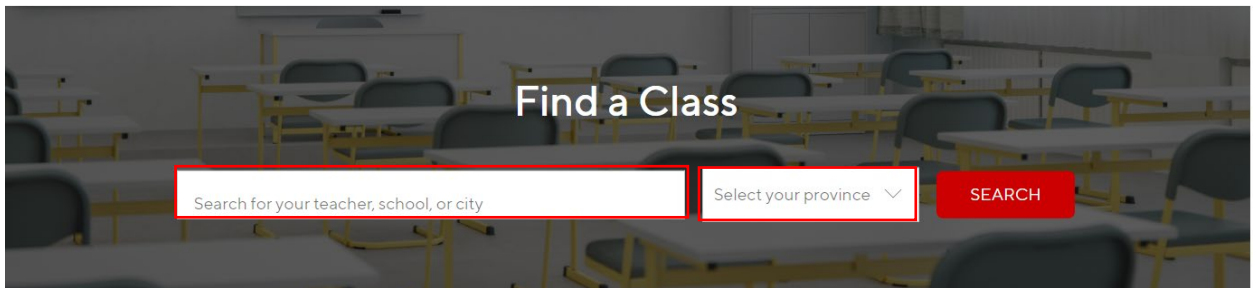 Find a Class
Search for your teacher, school, or city
Select your province
SEARCH